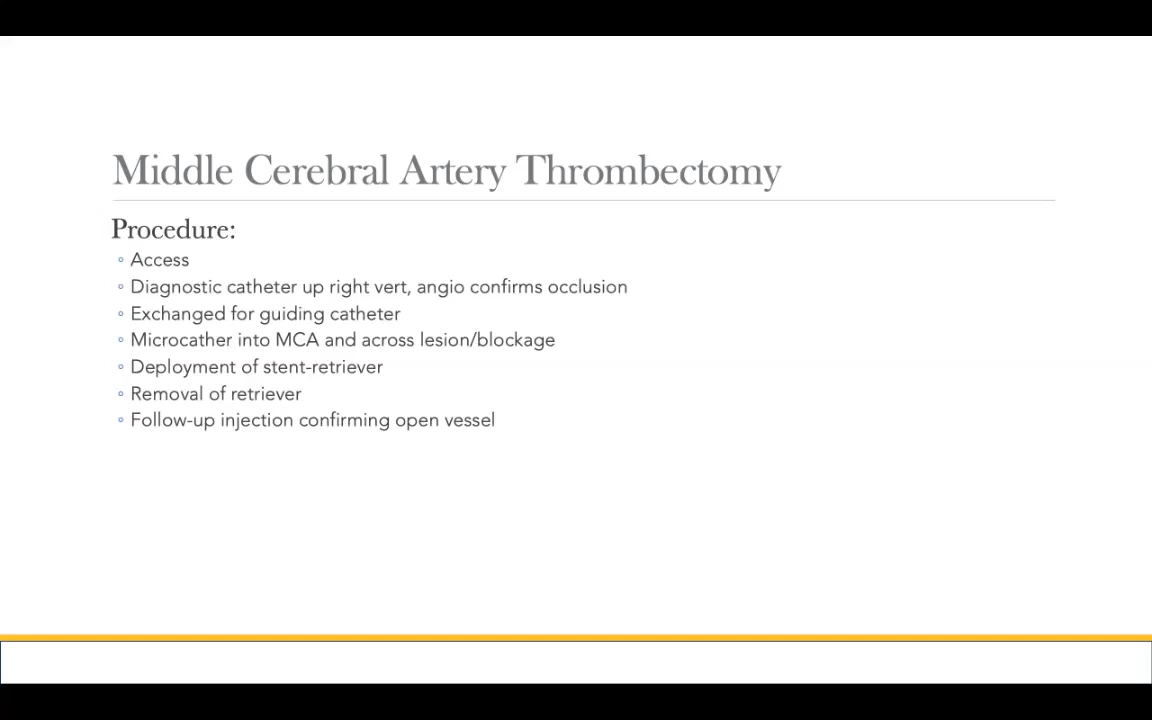 Middle Cerebral Artery Thrombectomy
Procedure:
◦ Access
◦ Diagnostic catheter up right vert, angio confirms occlusion
◦ Exchanged for guiding catheter
◦ Microcather into MCA and across lesion/blockage
◦ Deployment of stent-retriever
◦ Removal of retriever
◦ Follow-up injection confirming open vessel